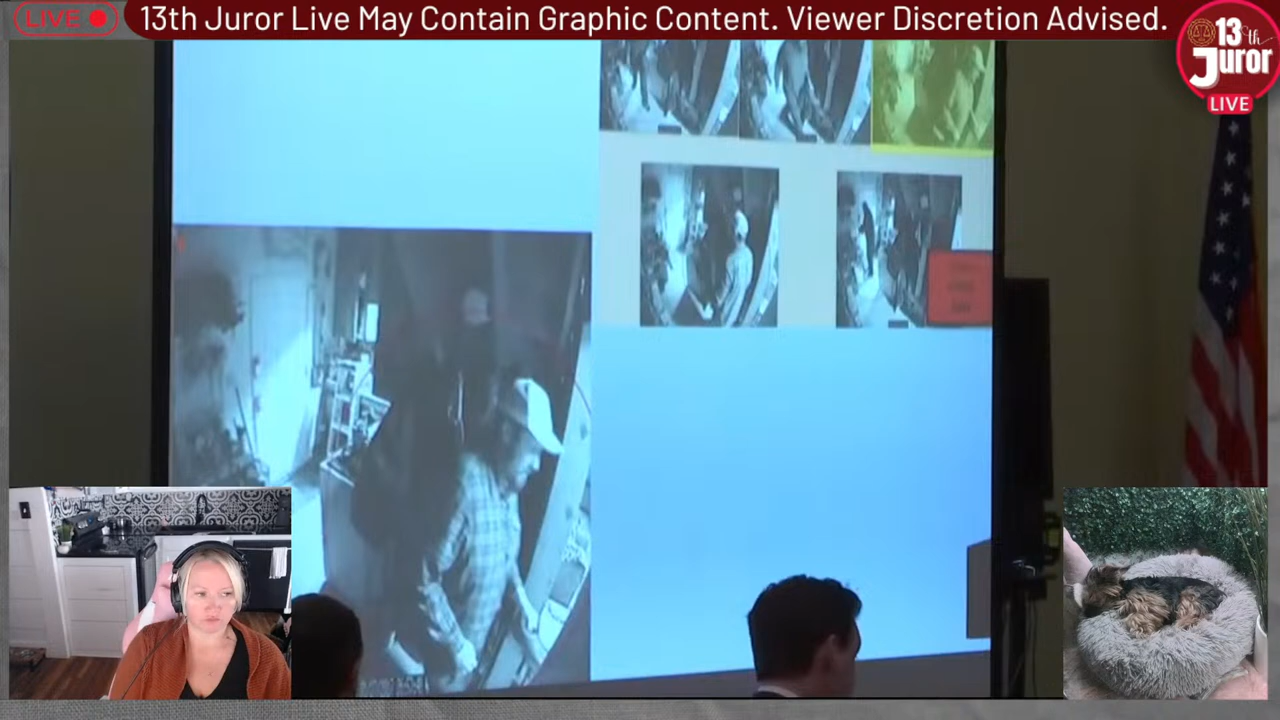 LIVE
13th Juror Live May Contain Graphic Content. Viewer Discretion Advised.
13th
Juror
LIVE